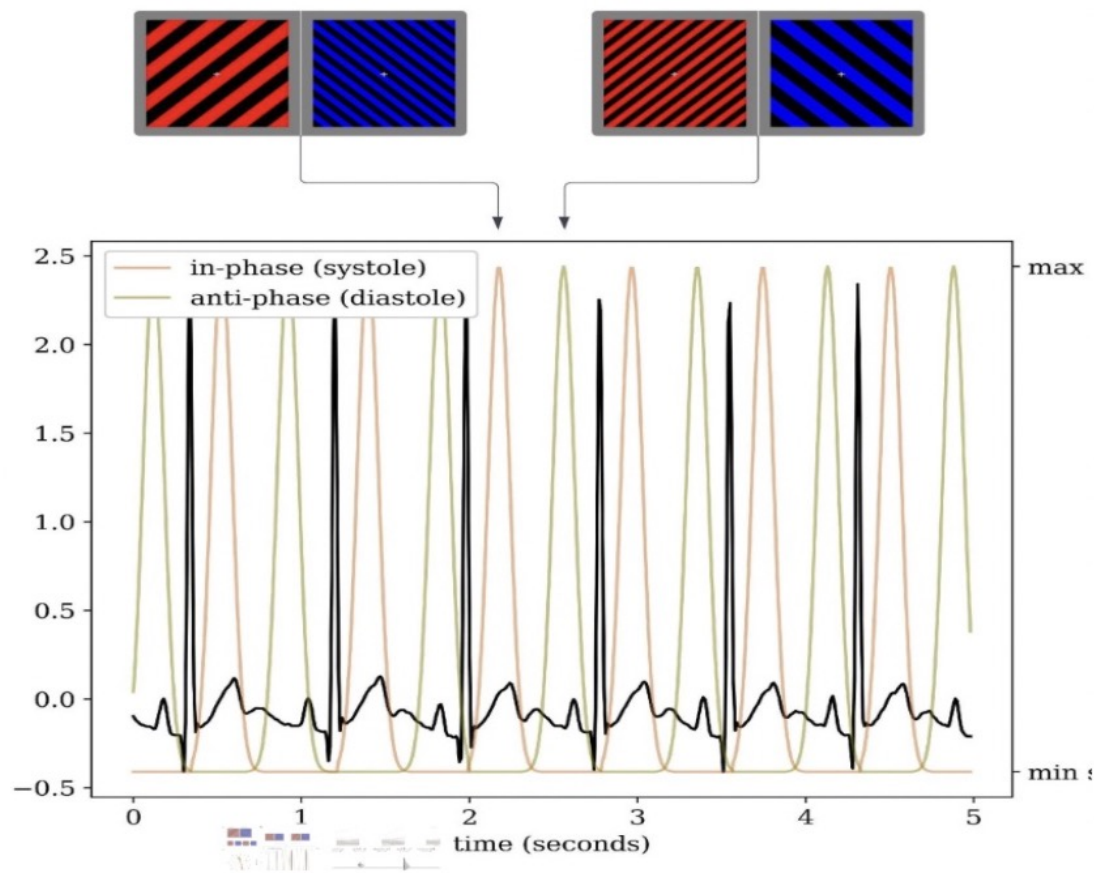 2.5
2.0
1.5
1.0
0.5
0.0
−0.5
in-phase (systole)
anti-phase (diastole)
max
min s
0 1 2 3 4 5
time (seconds)